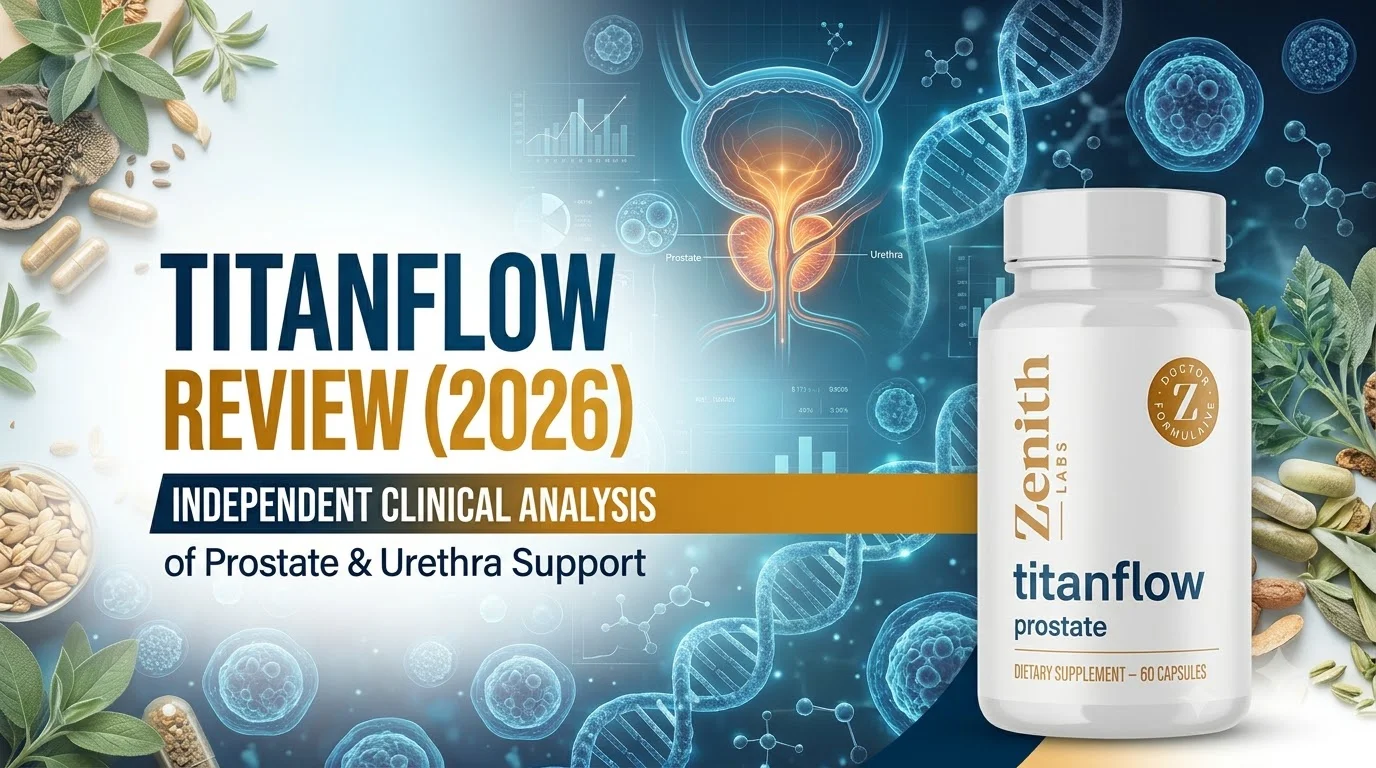 TITANFLOW
REVIEW (2026)
INDEPENDENT CLINICAL ANALYSIS
of Prostate & Urethra Support
Prostate
Urethra
Zenith
LABS
DOCTOR
Z
FORMULAIVE
titanflow
prostate
DIETARY SUPPLEMENT – 60 CAPSULES